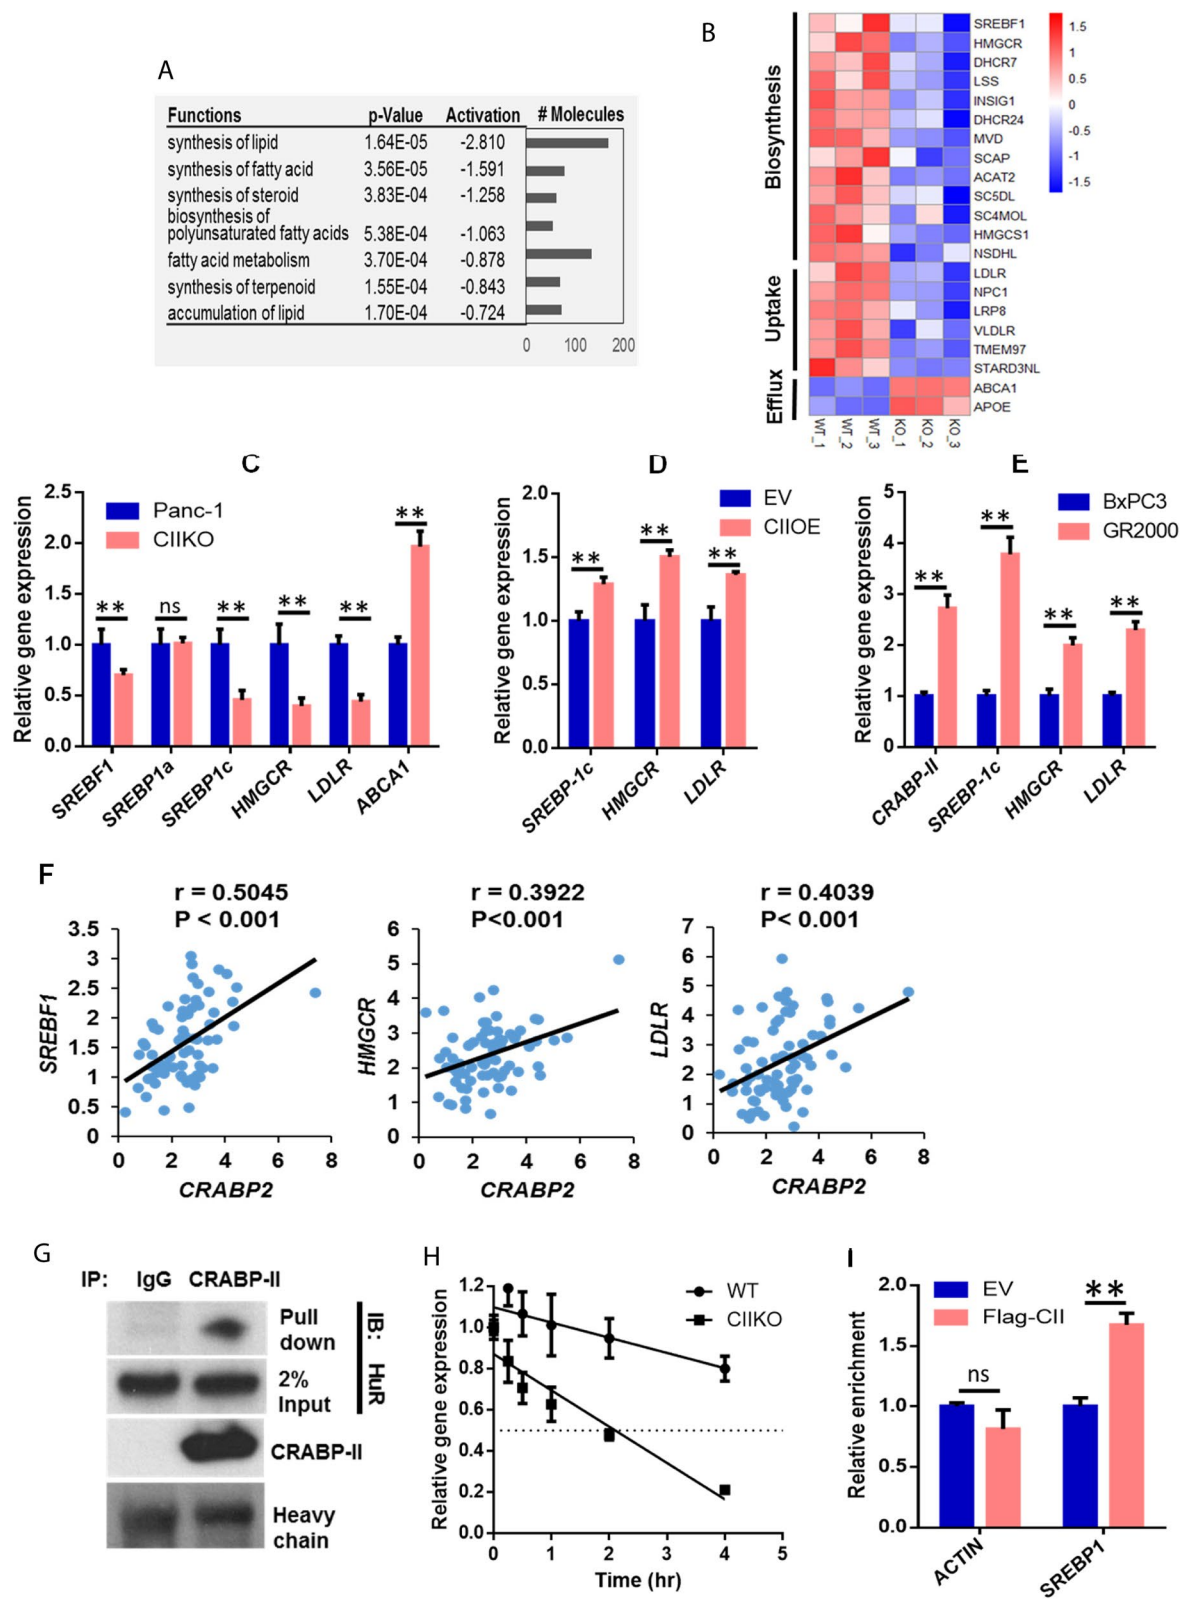 A
Functions p-Value Activation # Molecules
synthesis of lipid 1.64E-05 -2.810
synthesis of fatty acid 3.56E-05 -1.591
synthesis of steroid 3.83E-04 -1.258
biosynthesis of
polyunsaturated fatty acids 5.38E-04 -1.063
fatty acid metabolism 3.70E-04 -0.878
synthesis of terpenoid 1.55E-04 -0.843
accumulation of lipid 1.70E-04 -0.724
0 100 200
B
Biosynthesis
Uptake
Efflux
SREBF1
HMGCR
DHCR7
LSS
INSIG1
DHCR24
MVD
SCAP
ACAT2
SC5DL
SC4MOL
HMGCS1
NSDHL
LDLR
NPC1
LRP8
VLDLR
TMEM97
STARD3NL
ABCA1
APOE
WT_1 WT_2 WT_3 KO_1 KO_2 KO_3
1.5
1
0.5
0
-0.5
-1
-1.5
C
Relative gene expression
2.5
2.0
1.5
1.0
0.5
0.0
Panc-1
CIIKO
** ns ** ** ** **
SREBF1 SREBP1a SREBP1c HMGCR LDLR ABCA1
D
Relative gene expression
2.0
1.5
1.0
0.5
0.0
EV
CIIOE
** ** **
SREBP-1c HMGCR LDLR
E
Relative gene expression
5
4
3
2
1
0
BxPC3
GR2000
** ** ** **
CRABP-II SREBP-1c HMGCR LDLR
F
r = 0.5045
P < 0.001
SREBF1
3.5
3
2.5
2
1.5
1
0.5
0
0 2 4 6 8
CRABP2
r = 0.3922
P<0.001
HMGCR
6
5
4
3
2
1
0
0 2 4 6 8
CRABP2
r = 0.4039
P< 0.001
LDLR
7
6
5
4
3
2
1
0
0 2 4 6 8
CRABP2
G
IP: IgG CRABP-II
Pull
down
2%
Input
IB: HuR
CRABP-II
Heavy
chain
H
Relative gene expression
1.2
1.0
0.8
0.6
0.4
0.2
0.0
WT
CIIKO
0 1 2 3 4 5
Time (hr)
I
Relative enrichment
2.0
1.5
1.0
0.5
0.0
EV
Flag-CII
ns **
ACTIN SREBP1